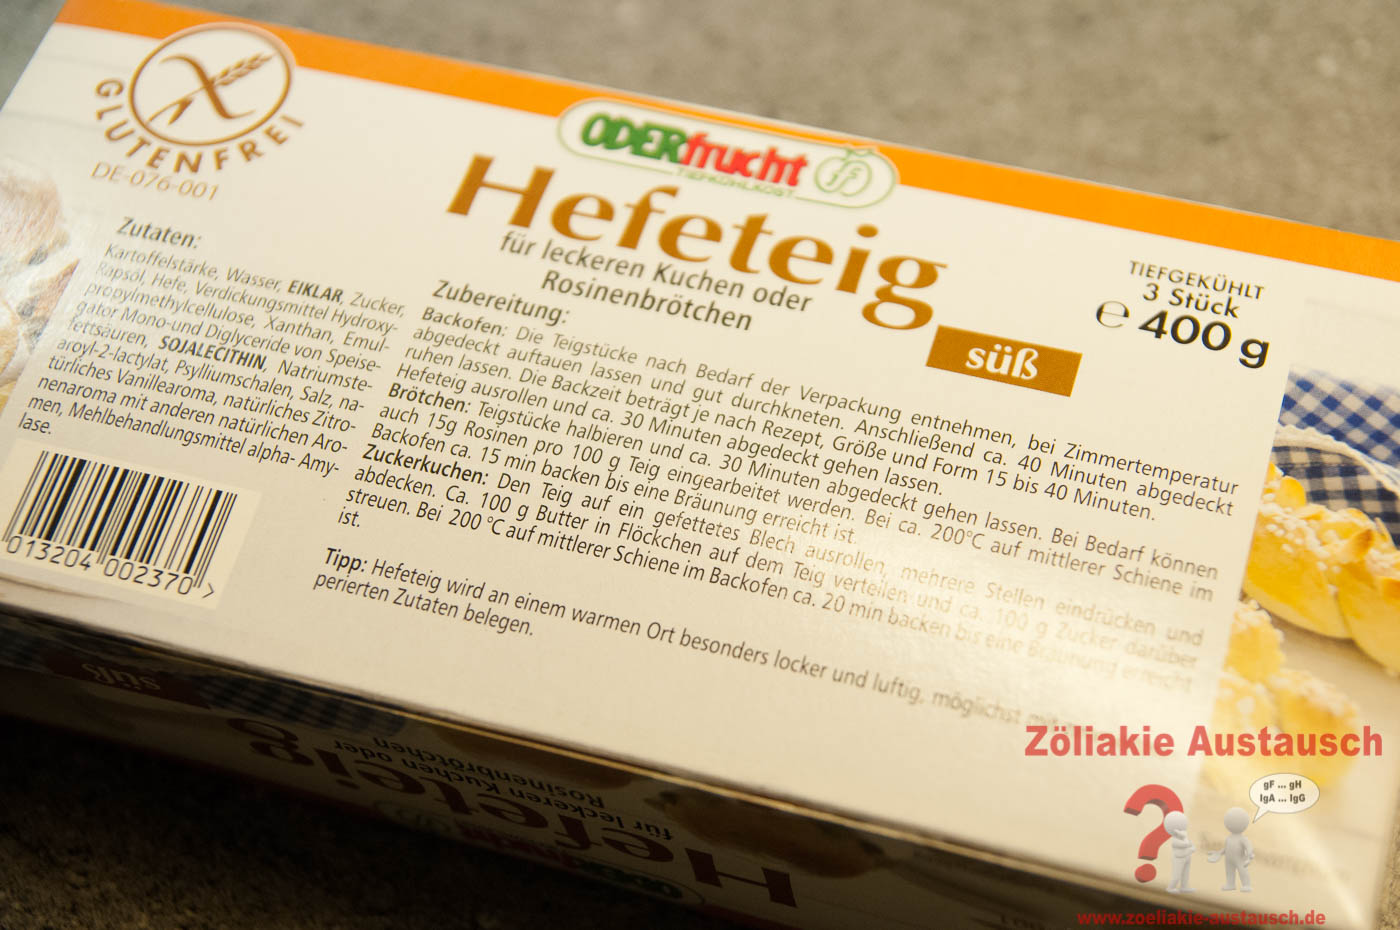 GLUTENFREI
DE-076-001
ODERfrucht
TIEFKÜHLKOST
Hefeteig
für leckeren Kuchen oder
Rosinenbrötchen
süß
TIEFGEKÜHLT
3 Stück
℮ 400 g
Zutaten:
Kartoffelstärke, Wasser, EIKLAR, Zucker,
Rapsöl, Hefe, Verdickungsmittel Hydroxy-
propylmethylcellulose, Xanthan, Emul-
gator Mono-und Diglyceride von Speise-
fettsäuren, SOJALECITHIN, Natriumste-
aroyl-2-lactylat, Psylliumschalen, Salz, na-
türliches Vanillearoma, natürliches Zitro-
nenaroma mit anderen natürlichen Aro-
men, Mehlbehandlungsmittel alpha- Amy-
lase.
013204 002370 >
Zubereitung:
Backofen: Die Teigstücke nach Bedarf der Verpackung entnehmen, bei Zimmertemperatur
abgedeckt auftauen lassen und gut durchkneten. Anschließend ca. 40 Minuten abgedeckt
ruhen lassen. Die Backzeit beträgt je nach Rezept, Größe und Form 15 bis 40 Minuten.
Hefeteig ausrollen und ca. 30 Minuten abgedeckt gehen lassen.
Brötchen: Teigstücke halbieren und ca. 30 Minuten abgedeckt gehen lassen. Bei Bedarf können
auch 15g Rosinen pro 100 g Teig eingearbeitet werden. Bei ca. 200°C auf mittlerer Schiene im
Backofen ca. 15 min backen bis eine Bräunung erreicht ist.
Zuckerkuchen: Den Teig auf ein gefettetes Blech ausrollen, mehrere Stellen eindrücken und
abdecken. Ca. 100 g Butter in Flöckchen auf dem Teig verteilen und ca. 100 g Zucker darüber
streuen. Bei 200 °C auf mittlerer Schiene im Backofen ca. 20 min backen bis eine Bräunung erreicht
ist.
Tipp: Hefeteig wird an einem warmen Ort besonders locker und luftig, möglichst
perierten Zutaten belegen.
süß
Hefeteig
für leckeren Kuchen oder
Rosinenbrötchen
Zöliakie Austausch
?
gF ... gH
IgA ... IgG
www.zoeliakie-austausch.de